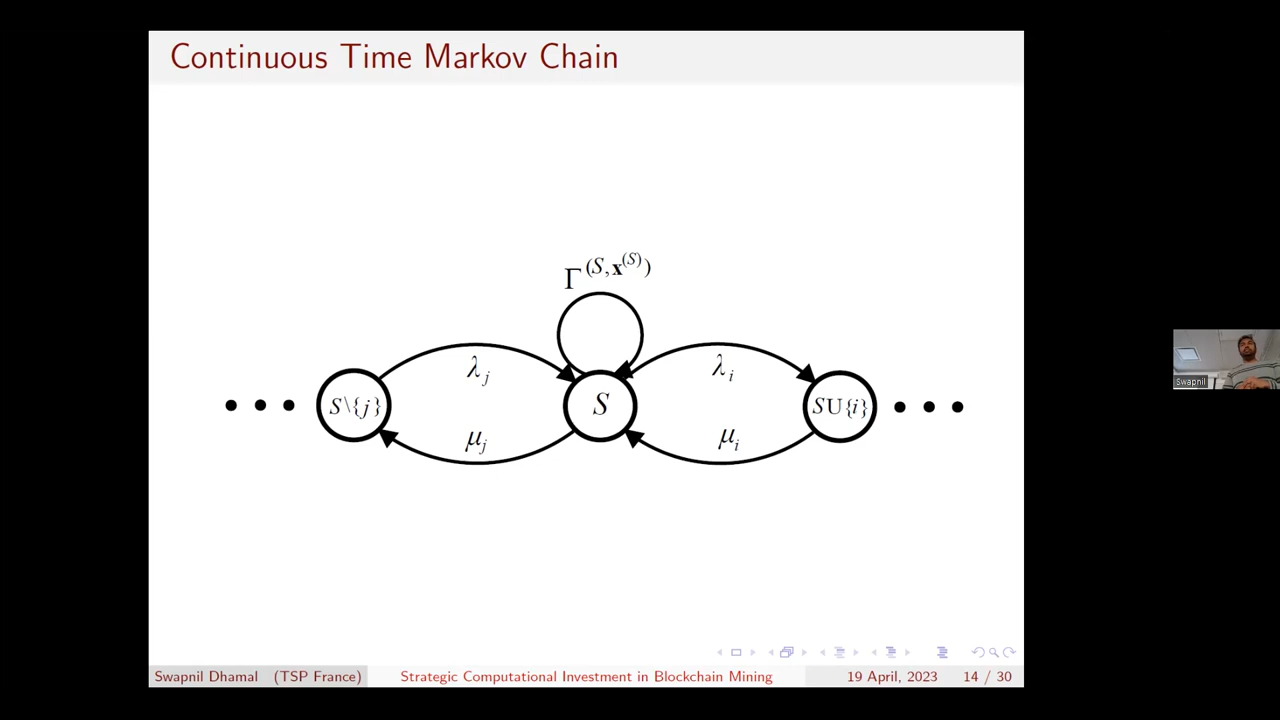 Continuous Time Markov Chain
Γ^(S,x^(S))
λ_j λ_i
S\{j} S SU{i}
μ_j μ_i
Swapnil
Swapnil Dhamal (TSP France) Strategic Computational Investment in Blockchain Mining 19 April, 2023 14 / 30